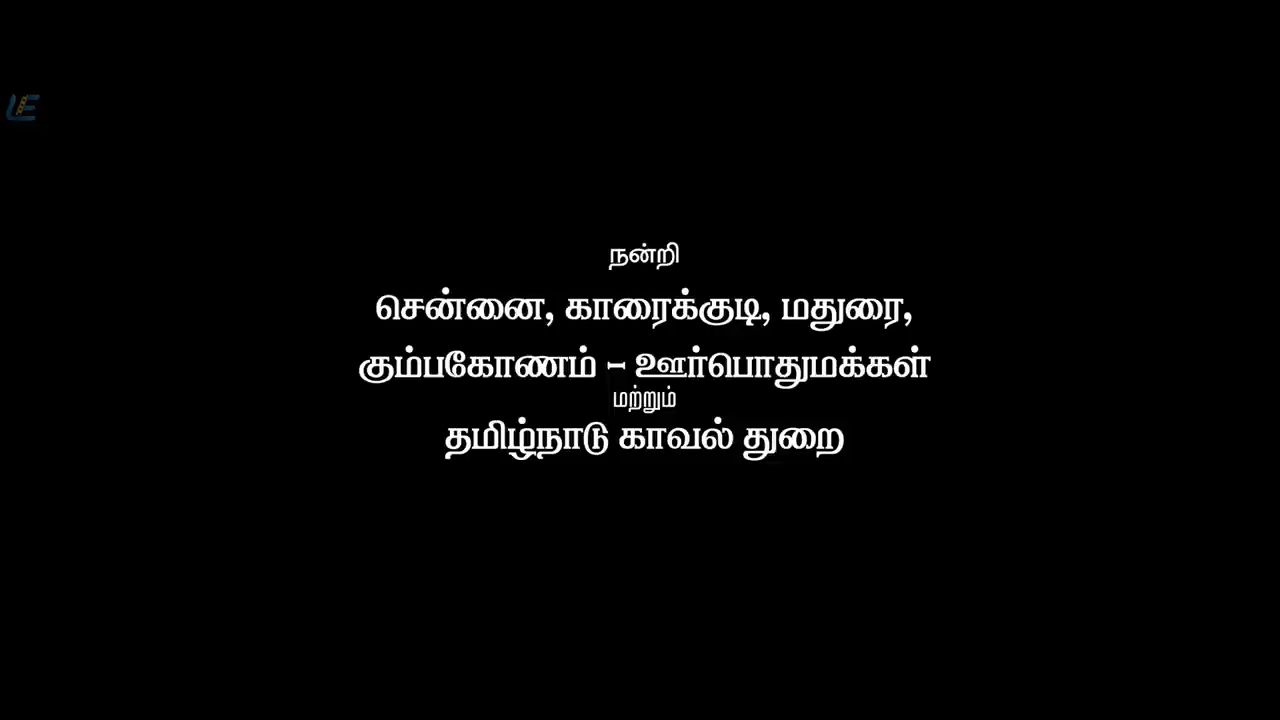 நன்றி
சென்னை, காரைக்குடி, மதுரை,
கும்பகோணம் - ஊர்பொதுமக்கள்
மற்றும்
தமிழ்நாடு காவல் துறை